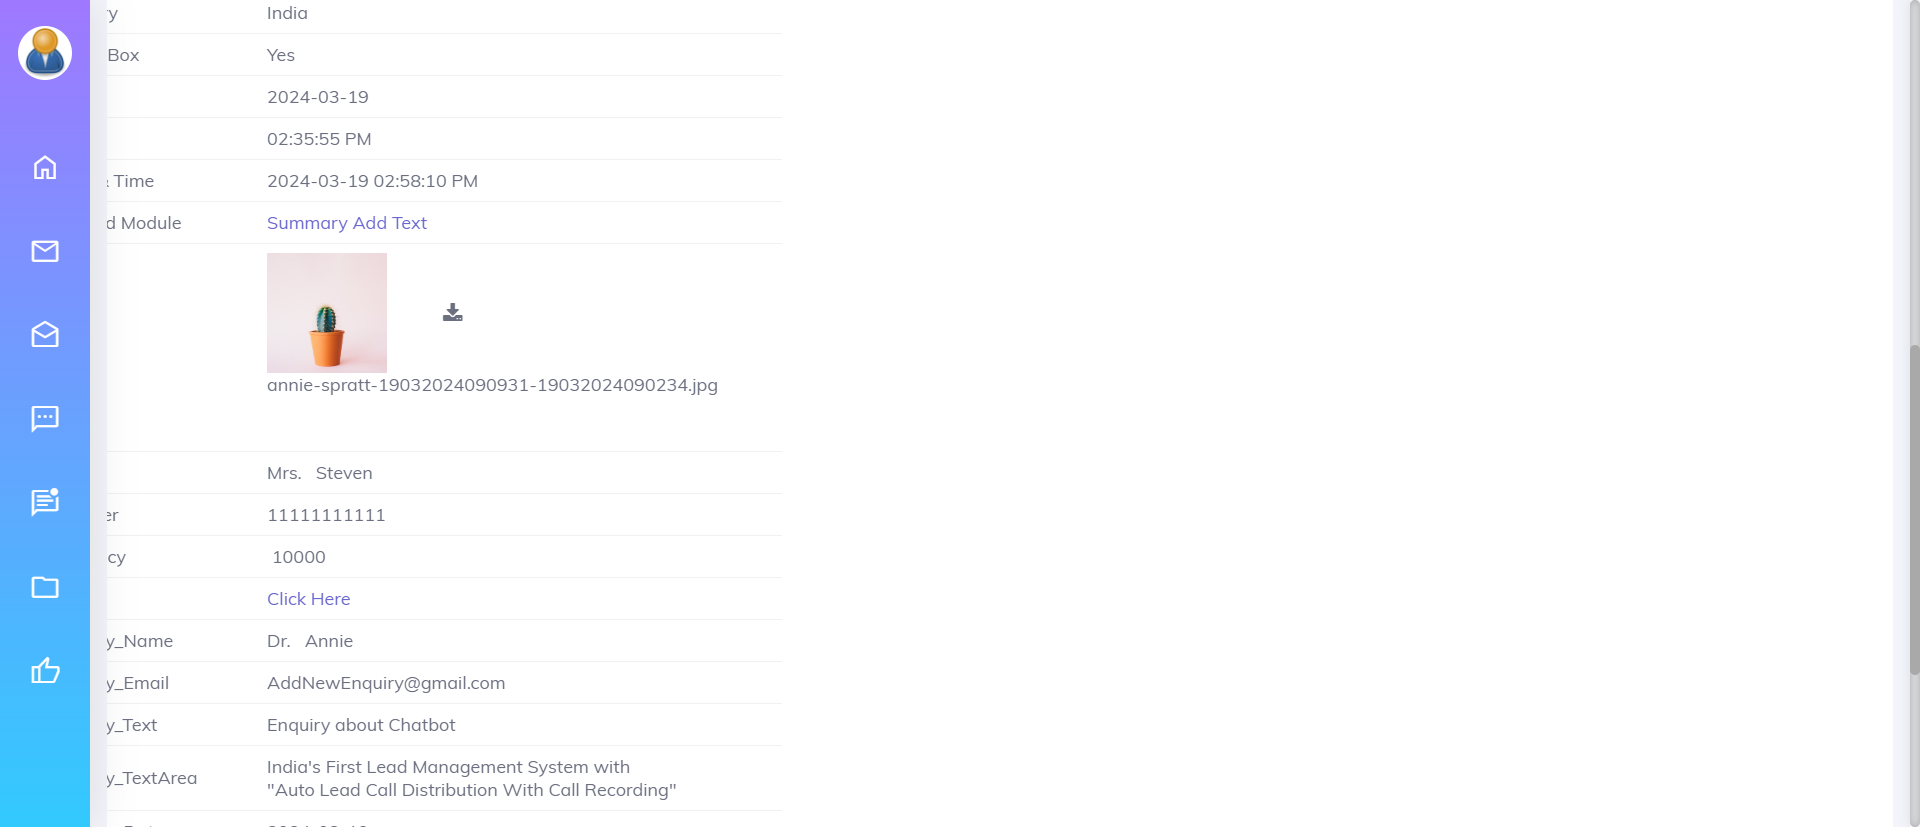 India
Box Yes
2024-03-19
02:35:55 PM
Time 2024-03-19 02:58:10 PM
Module Summary Add Text
annie-spratt-19032024090931-19032024090234.jpg
Mrs. Steven
er 11111111111
cy 10000
Click Here
y_Name Dr. Annie
y_Email AddNewEnquiry@gmail.com
y_Text Enquiry about Chatbot
y_TextArea India's First Lead Management System with
"Auto Lead Call Distribution With Call Recording"